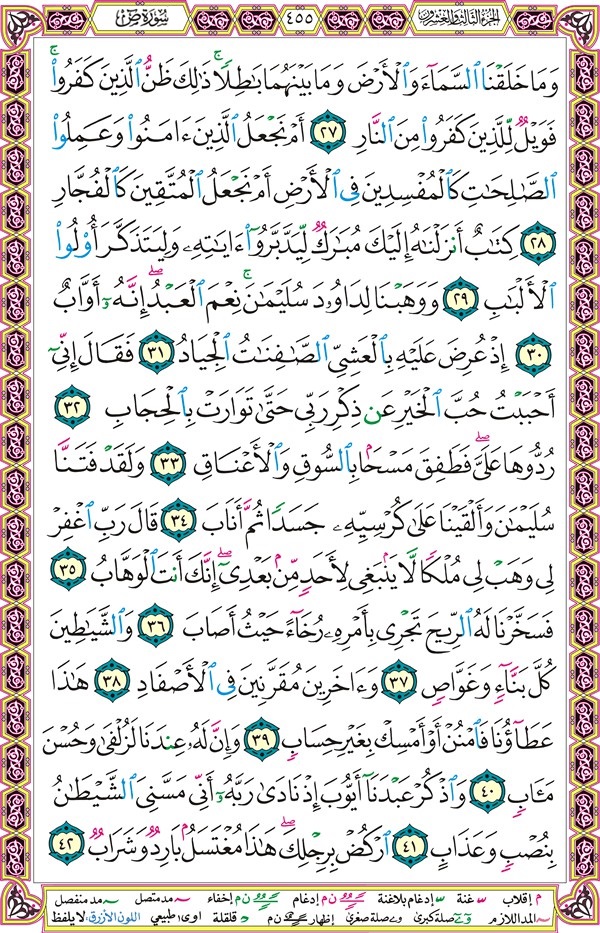 الجزء الثالث والعشرون ٤٥٥ سورة ص
وَمَا خَلَقْنَا ٱلسَّمَآءَ وَٱلْأَرْضَ وَمَا بَيْنَهُمَا بَٰطِلًاۚ ذَٰلِكَ ظَنُّ ٱلَّذِينَ كَفَرُوا۟ۚ
فَوَيْلٌ لِّلَّذِينَ كَفَرُوا۟ مِنَ ٱلنَّارِ ٢٧ أَمْ نَجْعَلُ ٱلَّذِينَ ءَامَنُوا۟ وَعَمِلُوا۟
ٱلصَّٰلِحَٰتِ كَٱلْمُفْسِدِينَ فِى ٱلْأَرْضِ أَمْ نَجْعَلُ ٱلْمُتَّقِينَ كَٱلْفُجَّارِ
٢٨ كِتَٰبٌ أَنزَلْنَٰهُ إِلَيْكَ مُبَٰرَكٌ لِّيَدَّبَّرُوٓا۟ ءَايَٰتِهِۦ وَلِيَتَذَكَّرَ أُو۟لُوا۟
ٱلْأَلْبَٰبِ ٢٩ وَوَهَبْنَا لِدَاوُۥدَ سُلَيْمَٰنَۚ نِعْمَ ٱلْعَبْدُۖ إِنَّهُۥٓ أَوَّابٌ
٣٠ إِذْ عُرِضَ عَلَيْهِ بِٱلْعَشِىِّ ٱلصَّٰفِنَٰتُ ٱلْجِيَادُ ٣١ فَقَالَ إِنِّىٓ
أَحْبَبْتُ حُبَّ ٱلْخَيْرِ عَن ذِكْرِ رَبِّى حَتَّىٰ تَوَارَتْ بِٱلْحِجَابِ ٣٢
رُدُّوهَا عَلَىَّۖ فَطَفِقَ مَسْحًۢا بِٱلسُّوقِ وَٱلْأَعْنَاقِ ٣٣ وَلَقَدْ فَتَنَّا
سُلَيْمَٰنَ وَأَلْقَيْنَا عَلَىٰ كُرْسِيِّهِۦ جَسَدًا ثُمَّ أَنَابَ ٣٤ قَالَ رَبِّ ٱغْفِرْ
لِى وَهَبْ لِى مُلْكًا لَّا يَنۢبَغِى لِأَحَدٍ مِّنۢ بَعْدِىٓۖ إِنَّكَ أَنتَ ٱلْوَهَّابُ ٣٥
فَسَخَّرْنَا لَهُ ٱلرِّيحَ تَجْرِى بِأَمْرِهِۦ رُخَآءً حَيْثُ أَصَابَ ٣٦ وَٱلشَّيَٰطِينَ
كُلَّ بَنَّآءٍ وَغَوَّاصٍ ٣٧ وَءَاخَرِينَ مُقَرَّنِينَ فِى ٱلْأَصْفَادِ ٣٨ هَٰذَا
عَطَآؤُنَا فَٱمْنُنْ أَوْ أَمْسِكْ بِغَيْرِ حِسَابٍ ٣٩ وَإِنَّ لَهُۥ عِندَنَا لَزُلْفَىٰ وَحُسْنَ
مَـَٔابٍ ٤٠ وَٱذْكُرْ عَبْدَنَآ أَيُّوبَ إِذْ نَادَىٰ رَبَّهُۥٓ أَنِّى مَسَّنِىَ ٱلشَّيْطَٰنُ
بِنُصْبٍ وَعَذَابٍ ٤١ ٱرْكُضْ بِرِجْلِكَۖ هَٰذَا مُغْتَسَلٌۢ بَارِدٌ وَشَرَابٌ ٤٢
م إقلاب غنة إدغام بلاغنة ن م إدغام ن م إخفاء مد متصل مد منفصل
المد اللازم صلة كبرى صلة صغرى إظهار ن م قلقلة اوى: طبيعي اللون الأزرق: لا يلفظ